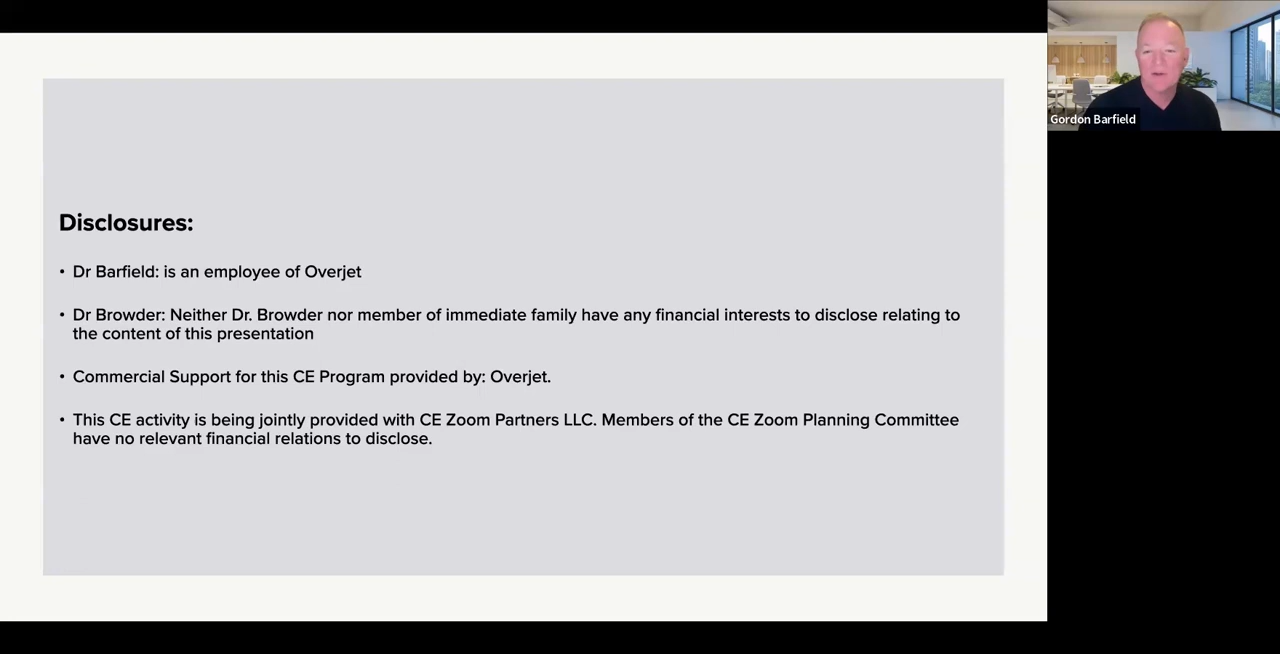 Gordon Barfield
Disclosures:
• Dr Barfield: is an employee of Overjet
• Dr Browder: Neither Dr. Browder nor member of immediate family have any financial interests to disclose relating to
the content of this presentation
• Commercial Support for this CE Program provided by: Overjet.
• This CE activity is being jointly provided with CE Zoom Partners LLC. Members of the CE Zoom Planning Committee
have no relevant financial relations to disclose.